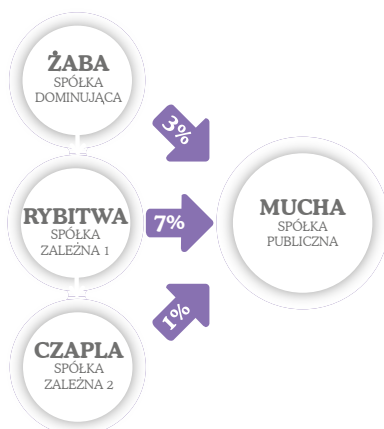 ŻABA
SPÓŁKA
DOMINUJĄCA
3%
RYBITWA
SPÓŁKA
ZALEŻNA 1
7%
MUCHA
SPÓŁKA
PUBLICZNA
1%
CZAPLA
SPÓŁKA
ZALEŻNA 2